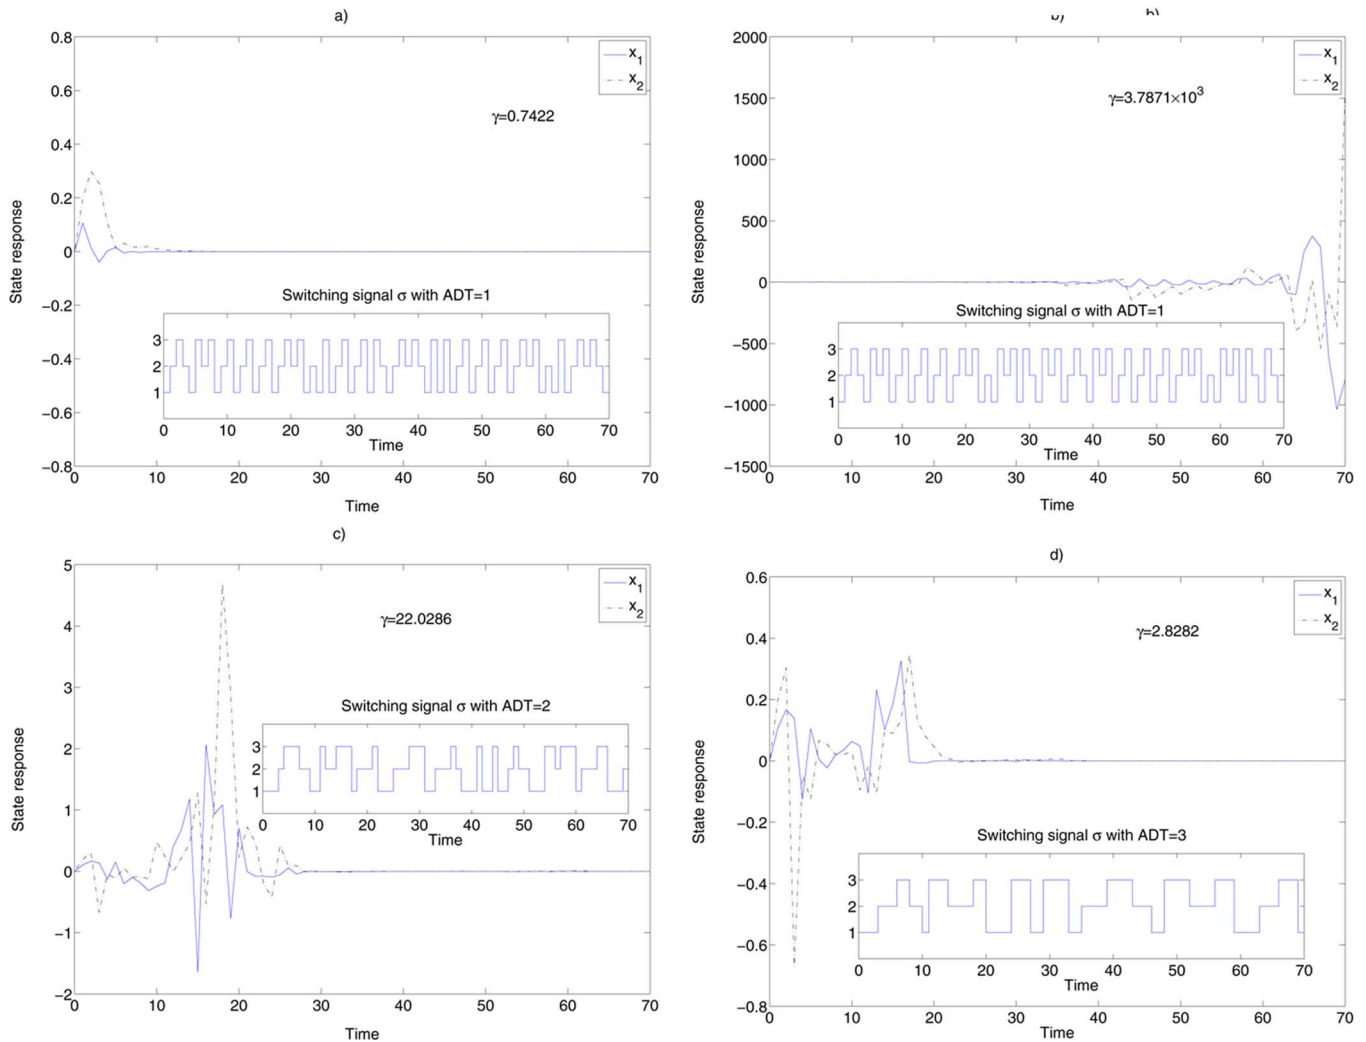 a)
0.8
0.6
0.4
0.2
0
−0.2
−0.4
−0.6
−0.8
State response
x1
x2
γ=0.7422
Switching signal σ with ADT=1
3
2
1
0 10 20 30 40 50 60 70
Time
0 10 20 30 40 50 60 70
Time
b)
2000
1500
1000
500
0
−500
−1000
−1500
State response
x1
x2
γ=3.7871×10^3
Switching signal σ with ADT=1
3
2
1
0 10 20 30 40 50 60 70
Time
0 10 20 30 40 50 60 70
Time
c)
5
4
3
2
1
0
−1
−2
State response
x1
x2
γ=22.0286
Switching signal σ with ADT=2
3
2
1
0 10 20 30 40 50 60 70
Time
0 10 20 30 40 50 60 70
Time
d)
0.6
0.4
0.2
0
−0.2
−0.4
−0.6
−0.8
State response
x1
x2
γ=2.8282
Switching signal σ with ADT=3
3
2
1
0 10 20 30 40 50 60 70
Time
0 10 20 30 40 50 60 70
Time